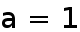 a = 1